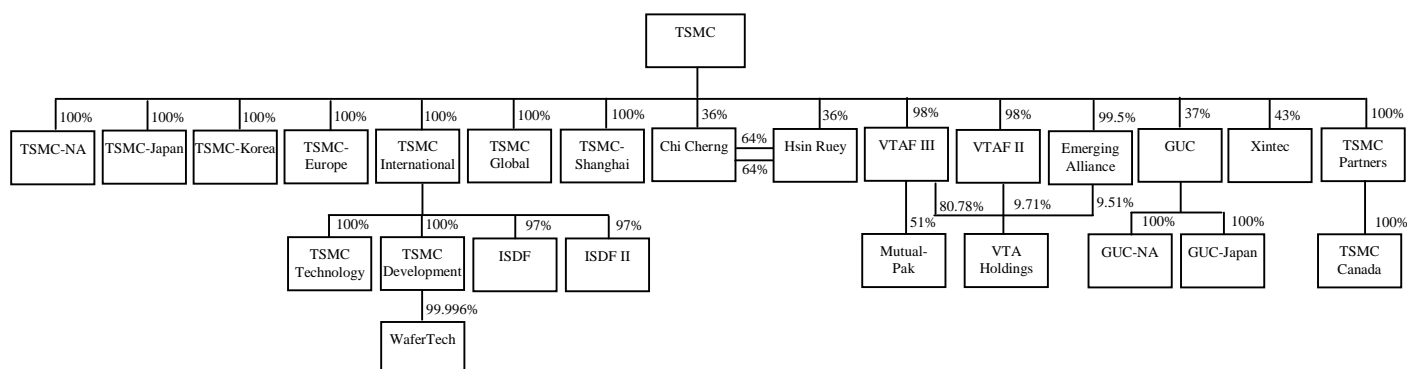 TSMC
100%
100%
100%
100%
100%
100%
100%
36%
36%
98%
98%
99.5%
37%
43%
100%
TSMC-NA
TSMC-Japan
TSMC-Korea
TSMC-
Europe
TSMC
International
TSMC
Global
TSMC-
Shanghai
Chi Cherng
64%
64%
Hsin Ruey
VTAF III
VTAF II
Emerging
Alliance
GUC
Xintec
TSMC
Partners
80.78%
9.71%
9.51%
100%
100%
97%
97%
51%
100%
100%
100%
TSMC
Technology
TSMC
Development
ISDF
ISDF II
Mutual-
Pak
VTA
Holdings
GUC-NA
GUC-Japan
TSMC
Canada
99.996%
WaferTech